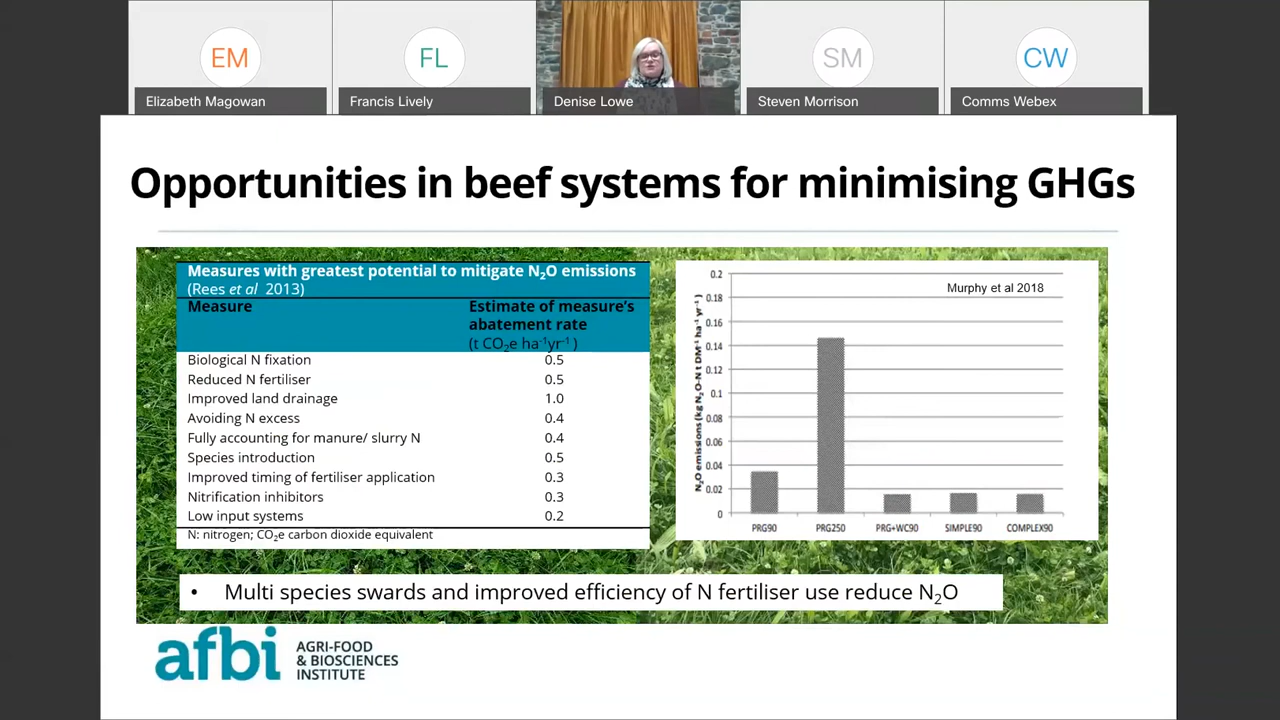 EM
FL
SM
CW
Elizabeth Magowan
Francis Lively
Denise Lowe
Steven Morrison
Comms Webex
Opportunities in beef systems for minimising GHGs
Measures with greatest potential to mitigate N₂O emissions
(Rees et al 2013)
Measure
Estimate of measure's
abatement rate
(t CO₂e ha⁻¹yr⁻¹)
Biological N fixation 0.5
Reduced N fertiliser 0.5
Improved land drainage 1.0
Avoiding N excess 0.4
Fully accounting for manure/ slurry N 0.4
Species introduction 0.5
Improved timing of fertiliser application 0.3
Nitrification inhibitors 0.3
Low input systems 0.2
N: nitrogen; CO₂e carbon dioxide equivalent
Murphy et al 2018
N₂O emissions (kg N₂O-N t DM⁻¹ ha⁻¹ yr⁻¹)
0.2
0.18
0.16
0.14
0.12
0.1
0.08
0.06
0.04
0.02
0
PRG90 PRG250 PRG+WC90 SIMPLE90 COMPLEX90
• Multi species swards and improved efficiency of N fertiliser use reduce N₂O
afbi
AGRI-FOOD
& BIOSCIENCES
INSTITUTE